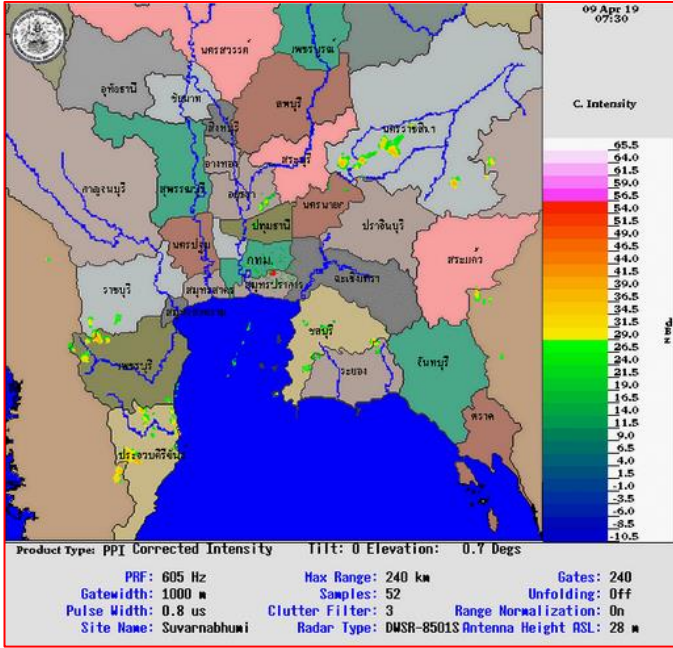 09 Apr 19
07:30
C. Intensity
65.5
64.0
61.5
59.0
56.5
54.0
51.5
49.0
46.5
44.0
41.5
39.0
36.5
34.0
31.5
29.0
26.5
24.0
21.5
19.0
16.5
14.0
11.5
9.0
6.5
4.0
1.5
-1.0
-3.5
-6.0
-8.5
-10.5
นครสวรรค์
เพชรบูรณ์
อุทัยธานี
ชัยนาท
ลพบุรี
สิงหบุรี
นครราชสีมา
อ่างทอง
สระบุรี
กาญจนบุรี
สุพรรณบุรี
อยุธยา
นครนายก
ปทุมธานี
ปราจีนบุรี
นครปฐม
กทม.
สระแก้ว
ฉะเชิงเทรา
ราชบุรี
สมุทรสาคร
สมุทรปราการ
ชลบุรี
เพชรบุรี
ระยอง
จันทบุรี
ตราด
ประจวบคีรีขันธ์
Product Type: PPI Corrected Intensity Tilt: 0 Elevation: 0.7 Degs
PRF: 605 Hz Max Range: 240 km Gates: 240
Gatewidth: 1000 m Samples: 52 Unfolding: Off
Pulse Width: 0.8 us Clutter Filter: 3 Range Normalization: On
Site Name: Suvarnabhumi Radar Type: DWSR-8501S Antenna Height ASL: 28 m